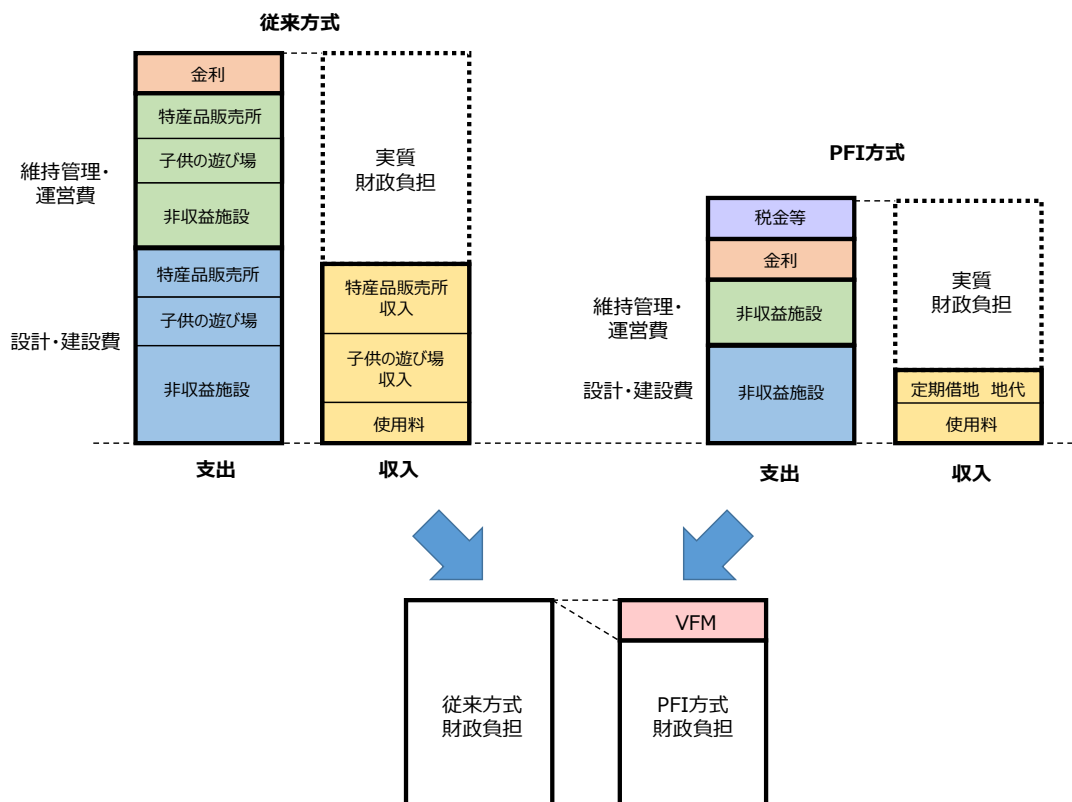 従来方式
金利
特産品販売所
子供の遊び場
非収益施設
維持管理・
運営費
特産品販売所
子供の遊び場
非収益施設
設計・建設費
実質
財政負担
特産品販売所
収入
子供の遊び場
収入
使用料
支出
収入
PFI方式
税金等
金利
非収益施設
維持管理・
運営費
非収益施設
設計・建設費
実質
財政負担
定期借地 地代
使用料
支出
収入
従来方式
財政負担
VFM
PFI方式
財政負担